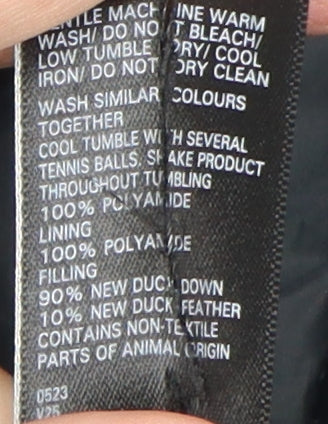 GENTLE MACHINE WARM
WASH/ DO NOT BLEACH/
LOW TUMBLE DRY/ COOL
IRON/ DO NOT DRY CLEAN
WASH SIMILAR COLOURS
TOGETHER
COOL TUMBLE WITH SEVERAL
TENNIS BALLS, SHAKE PRODUCT
THROUGHOUT TUMBLING
100% POLYAMIDE
LINING
100% POLYAMIDE
FILLING
90% NEW DUCK DOWN
10% NEW DUCK FEATHER
CONTAINS NON-TEXTILE
PARTS OF ANIMAL ORIGIN
0523
V25